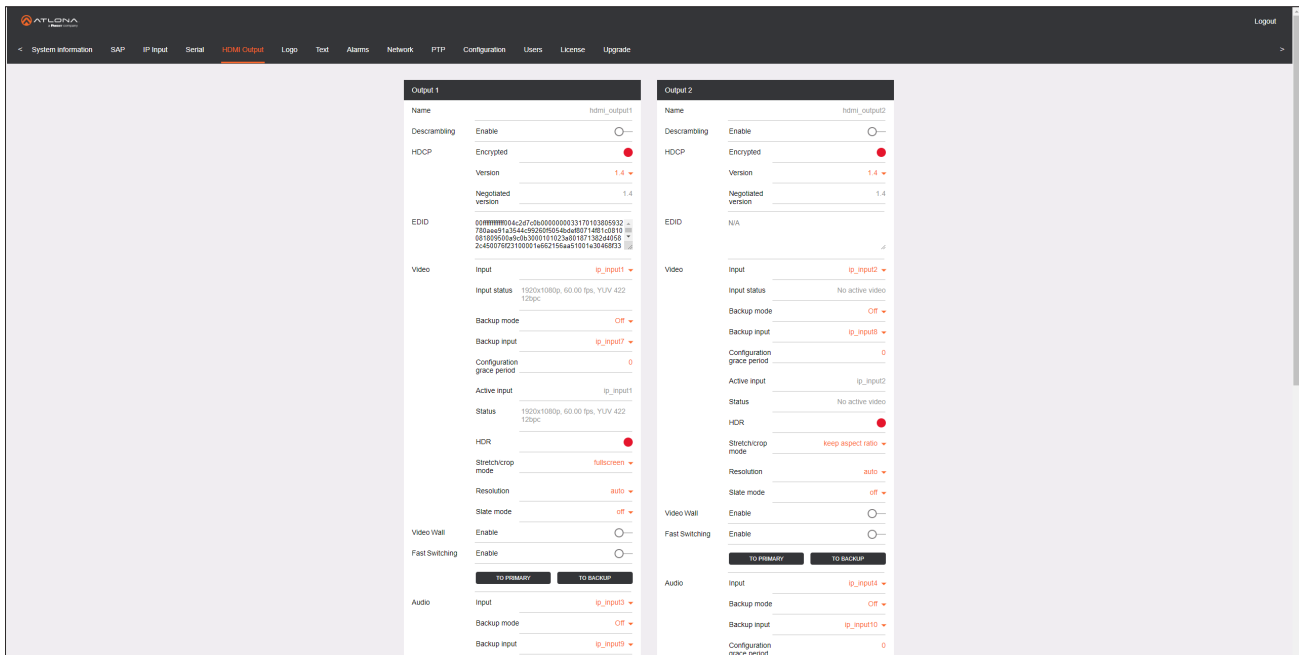 ATLONA
Logout
< System information SAP IP Input Serial HDMI Output Logo Text Alarms Network PTP Configuration Users License Upgrade >
Output 1
Name hdmi_output1
Descrambling Enable
HDCP Encrypted
Version 1.4
Negotiated
version
1.4
EDID
780aee91a3544c99260f5054bdef80714f81c0810
081809500a9c0b3000101023a801871382d4058
2c450076f23100001e662156aa51001e30468f33
Video Input ip_input1
Input status 1920x1080p, 60.00 fps, YUV 422
12bpc
Backup mode Off
Backup input ip_input7
Configuration
grace period
0
Active input ip_input1
Status 1920x1080p, 60.00 fps, YUV 422
12bpc
HDR
Stretch/crop
mode
fullscreen
Resolution auto
Slate mode off
Video Wall Enable
Fast Switching Enable
TO PRIMARY TO BACKUP
Audio Input ip_input3
Backup mode Off
Backup input ip_input9
Output 2
Name hdmi_output2
Descrambling Enable
HDCP Encrypted
Version 1.4
Negotiated
version
1.4
EDID N/A
Video Input ip_input2
Input status No active video
Backup mode Off
Backup input ip_input8
Configuration
grace period
0
Active input ip_input2
Status No active video
HDR
Stretch/crop
mode
keep aspect ratio
Resolution auto
Slate mode off
Video Wall Enable
Fast Switching Enable
TO PRIMARY TO BACKUP
Audio Input ip_input4
Backup mode Off
Backup input ip_input10
Configuration
grace period
0